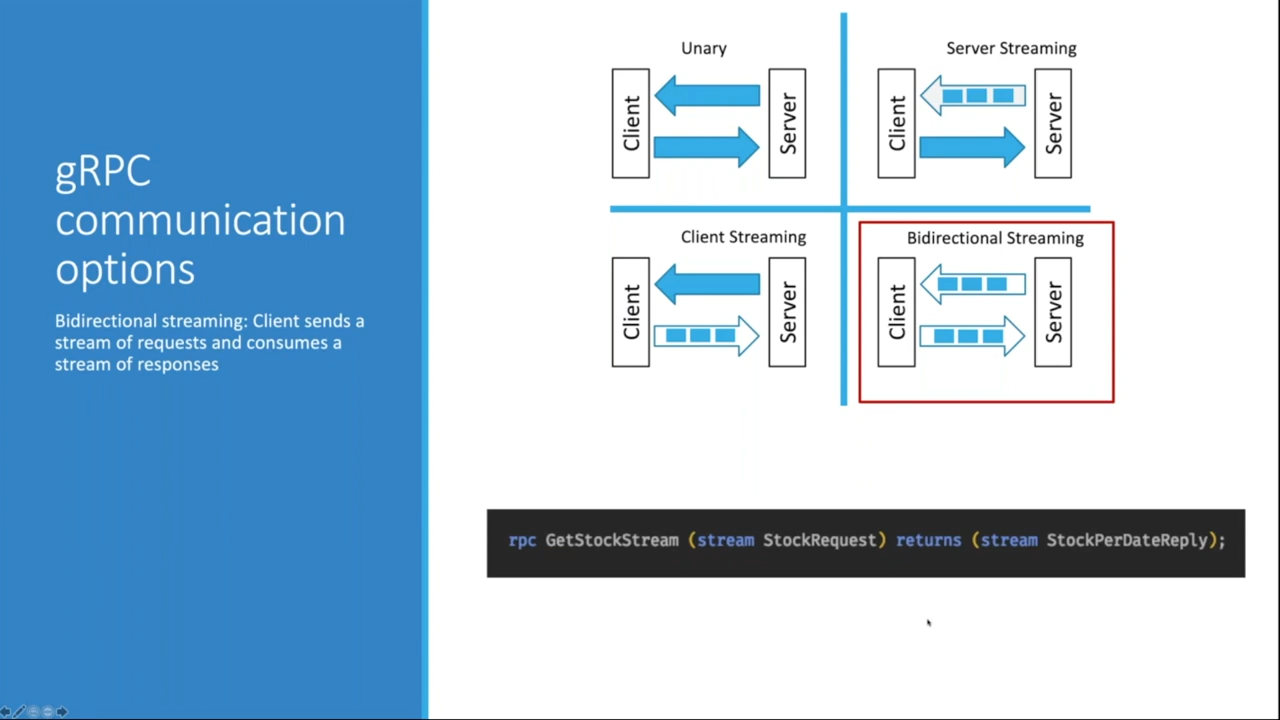 gRPC
communication
options
Bidirectional streaming: Client sends a
stream of requests and consumes a
stream of responses
Unary
Client
Server
Server Streaming
Client
Server
Client Streaming
Client
Server
Bidirectional Streaming
Client
Server
rpc GetStockStream (stream StockRequest) returns (stream StockPerDateReply);